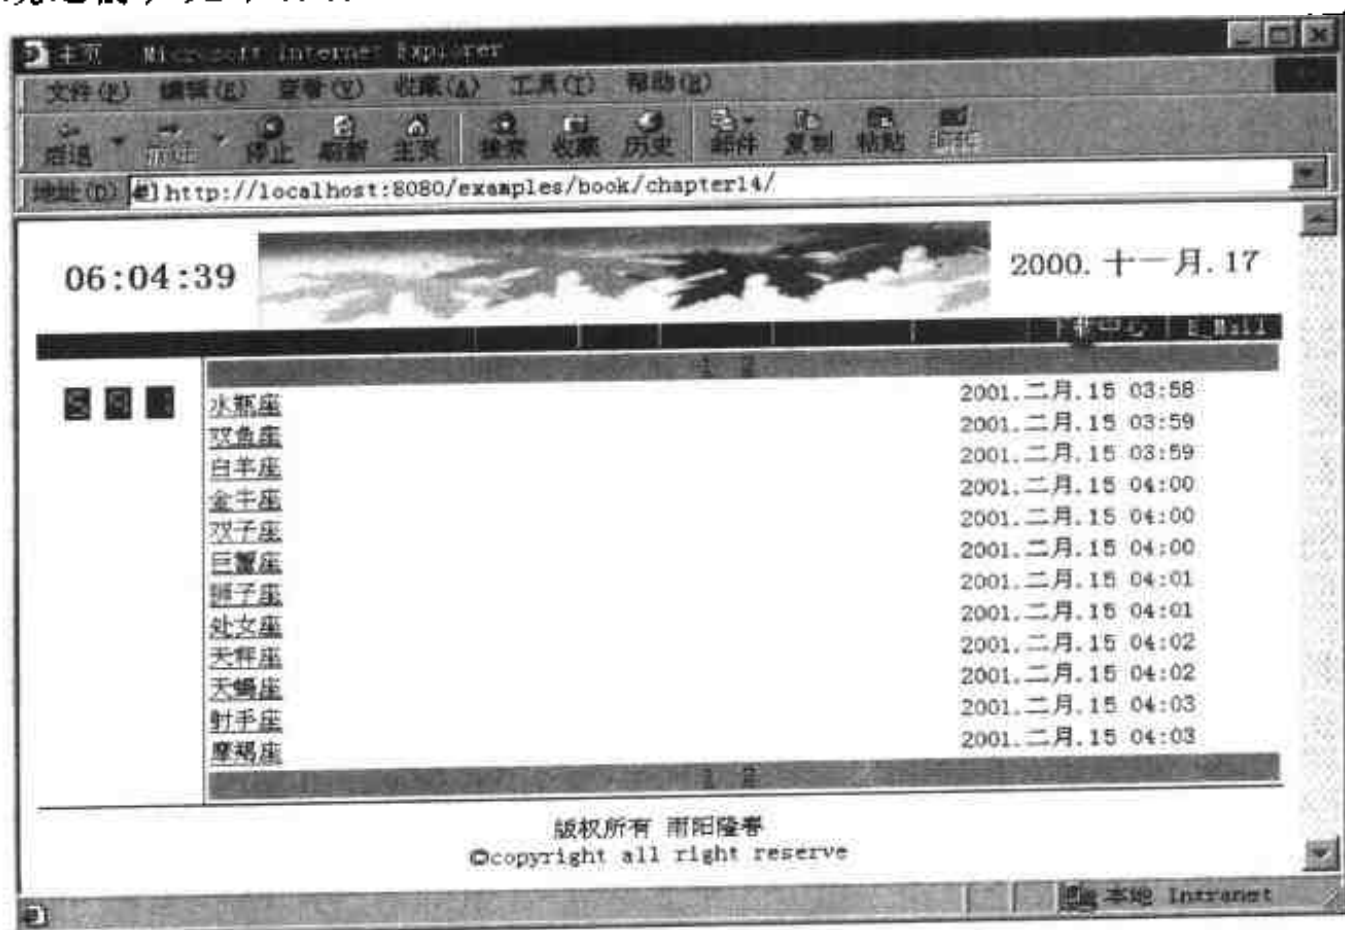 主页 Microsoft Internet Explorer
文件(F) 编辑(E) 查看(V) 收藏(A) 工具(T) 帮助(H)
后退 前进 停止 刷新 主页 搜索 收藏 历史 邮件 复制 粘贴
地址(D) http://localhost:8080/examples/book/chapter14/
06:04:39 2000.十一月.17
1 2
水瓶座 2001.二月.15 03:58
双鱼座 2001.二月.15 03:59
白羊座 2001.二月.15 03:59
金牛座 2001.二月.15 04:00
双子座 2001.二月.15 04:00
巨蟹座 2001.二月.15 04:00
狮子座 2001.二月.15 04:01
处女座 2001.二月.15 04:01
天秤座 2001.二月.15 04:02
天蝎座 2001.二月.15 04:02
射手座 2001.二月.15 04:03
摩羯座 2001.二月.15 04:03
1 2
版权所有 雨阳隆春
©copyright all right reserve
本地 Intranet